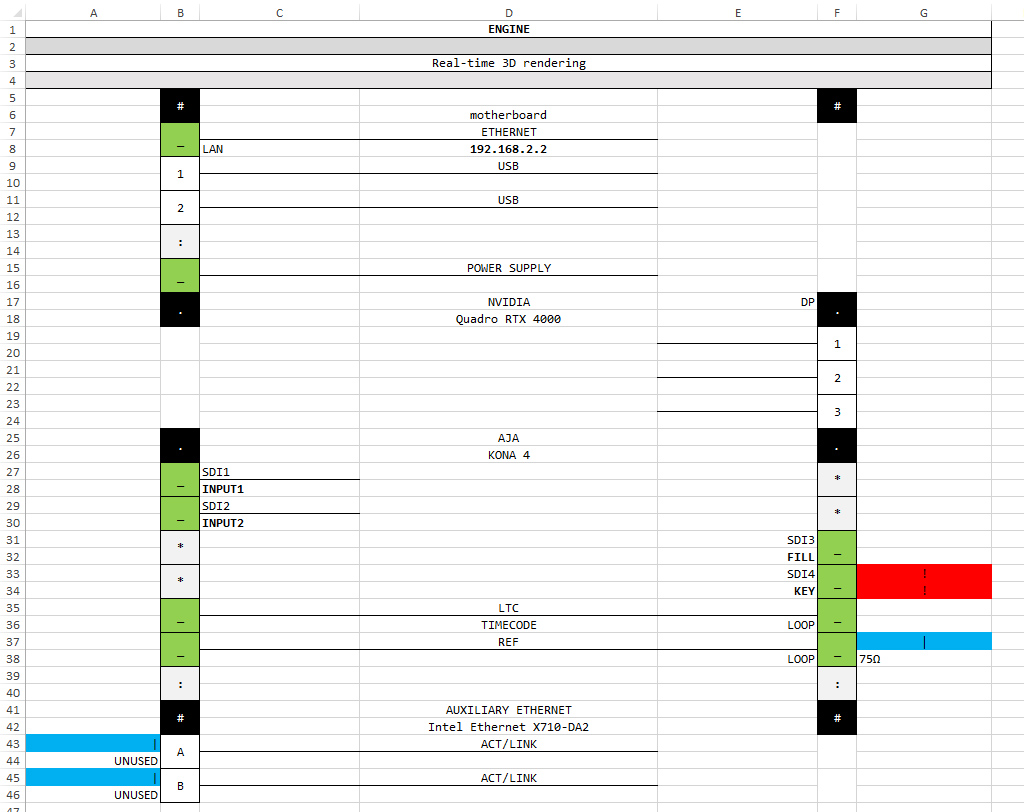 A B C D E F G
1 ENGINE
2
3 Real-time 3D rendering
4
5
# #
6 motherboard
7 ETHERNET
_
8 LAN 192.168.2.2
9 USB
1
10
11 USB
2
12
13
:
14
15 POWER SUPPLY
_
16
17 NVIDIA DP
. .
18 Quadro RTX 4000
19
1
20
21
2
22
23
3
24
25 AJA
. .
26 KONA 4
27 SDI1
_ *
28 INPUT1
29 SDI2
_ *
30 INPUT2
31 SDI3
* _
32 FILL
33 SDI4 !
* _
34 KEY !
35 LTC
_ _
36 TIMECODE LOOP
37 REF |
_ _
38 LOOP 75Ω
39
: :
40
41 AUXILIARY ETHERNET
# #
42 Intel Ethernet X710-DA2
43 | ACT/LINK
A
44 UNUSED
45 | ACT/LINK
B
46 UNUSED
47